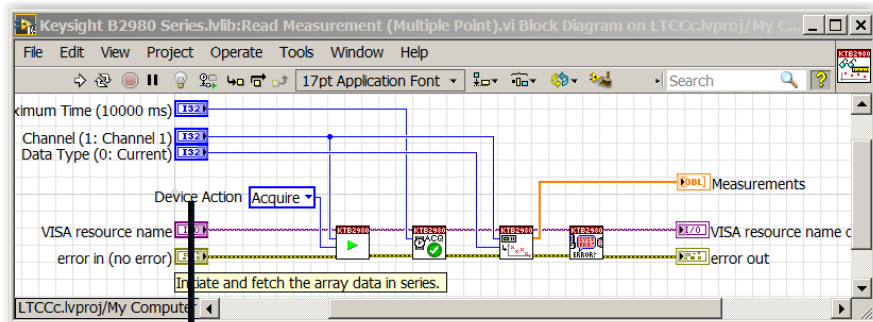 Keysight B2980 Series.lvlib:Read Measurement (Multiple Point).vi Block Diagram on LTCCc.lvproj/My C...
File Edit View Project Operate Tools Window Help
KTB2980
17pt Application Font
Search
ximum Time (10000 ms) I32
Channel (1: Channel 1) I32
Data Type (0: Current) I32
DBL] Measurements
Device Action Acquire
VISA resource name I/O
KTB2980
KTB2980
ACQ
KTB2980
KTB2980
ERROR?
I/O VISA resource name o
error in (no error)
error out
Initiate and fetch the array data in series.
LTCCc.lvproj/My Computer